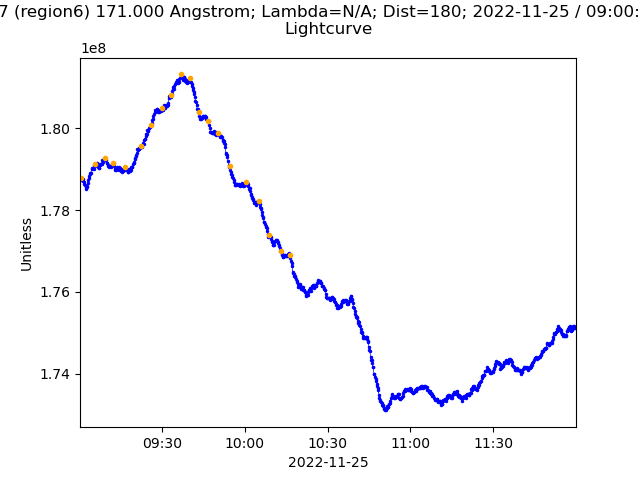 7 (region6) 171.000 Angstrom; Lambda=N/A; Dist=180; 2022-11-25 / 09:00:
Lightcurve
1e8
1.80
1.78
1.76
1.74
Unitless
09:30 10:00 10:30 11:00 11:30
2022-11-25